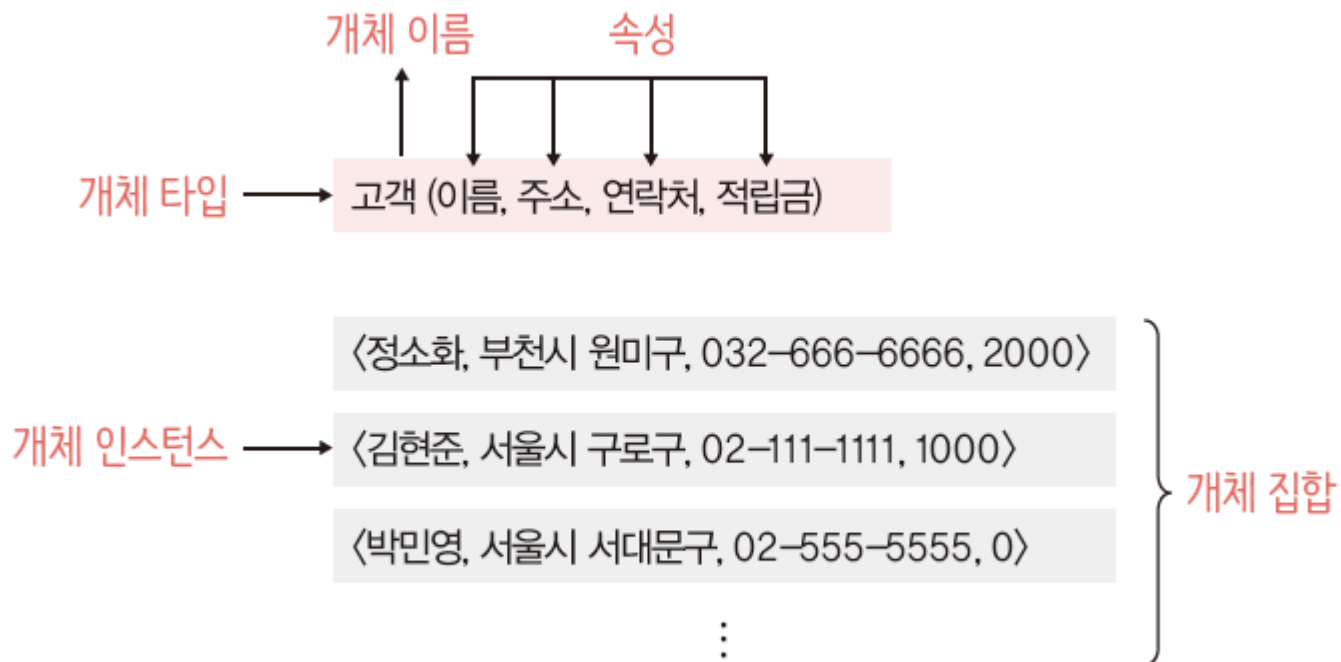 개체 이름 속성
개체 타입 고객 (이름, 주소, 연락처, 적립금)
〈정소화, 부천시 원미구, 032-666-6666, 2000〉
개체 인스턴스 〈김현준, 서울시 구로구, 02-111-1111, 1000〉
개체 집합
〈박민영, 서울시 서대문구, 02-555-5555, 0〉
⋮